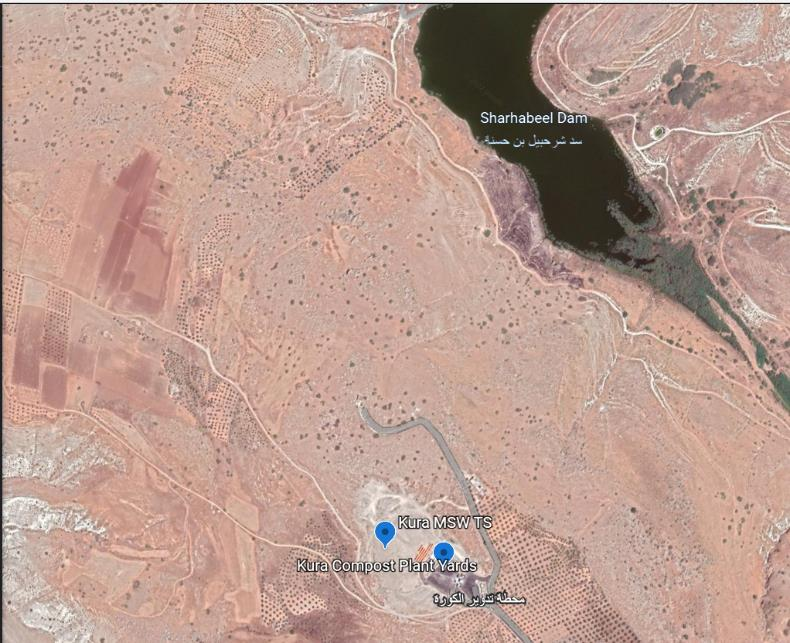 Sharhabeel Dam
سد شرحبيل بن حسنة
Kura MSW TS
Kura Compost Plant Yards
محطة تدوير الكورة